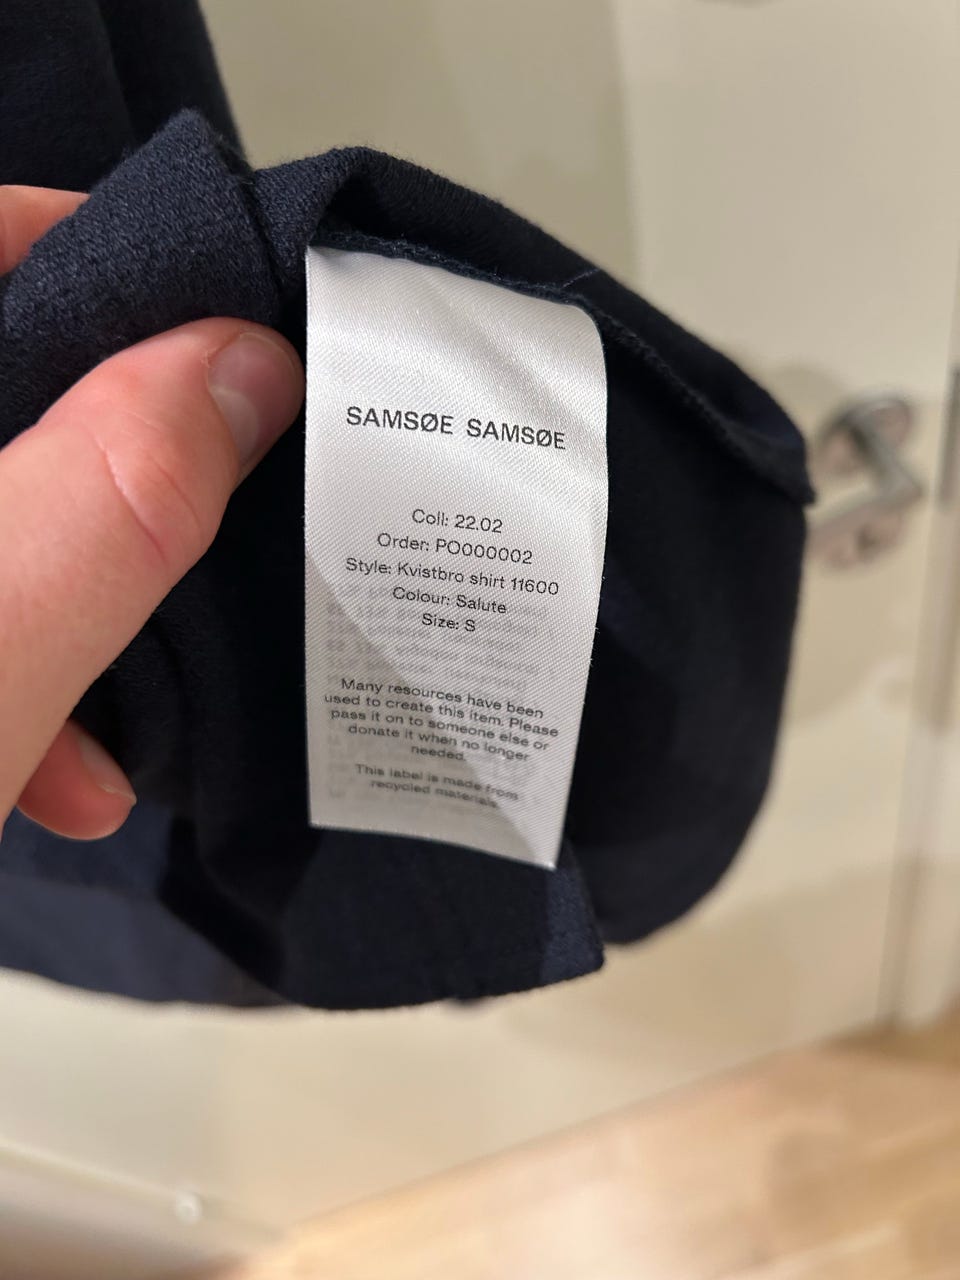 SAMSØE SAMSØE
Coll: 22.02
Order: PO000002
Style: Kvistbro shirt 11600
Colour: Salute
Size: S
Many resources have been
used to create this item. Please
pass it on to someone else or
donate it when no longer
needed.
This label is made from
recycled materials.